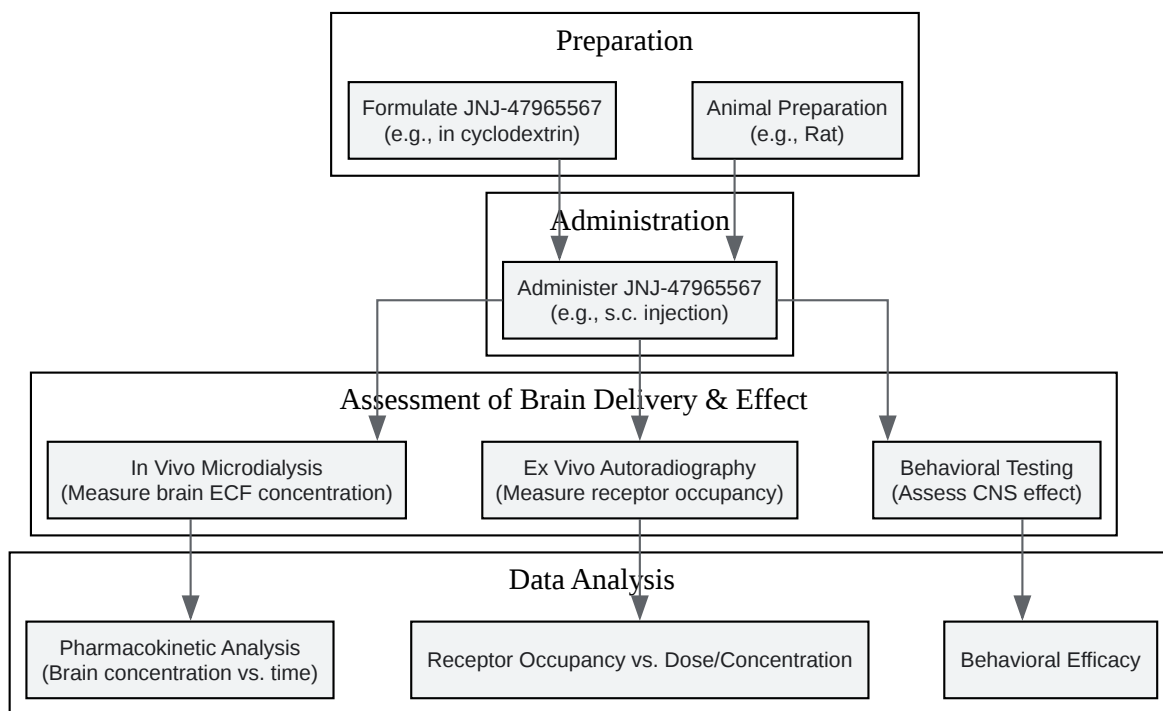 Preparation
Formulate JNJ-47965567
(e.g., in cyclodextrin)
Animal Preparation
(e.g., Rat)
Administration
Administer JNJ-47965567
(e.g., s.c. injection)
Assessment of Brain Delivery & Effect
In Vivo Microdialysis
(Measure brain ECF concentration)
Ex Vivo Autoradiography
(Measure receptor occupancy)
Behavioral Testing
(Assess CNS effect)
Data Analysis
Pharmacokinetic Analysis
(Brain concentration vs. time)
Receptor Occupancy vs. Dose/Concentration
Behavioral Efficacy